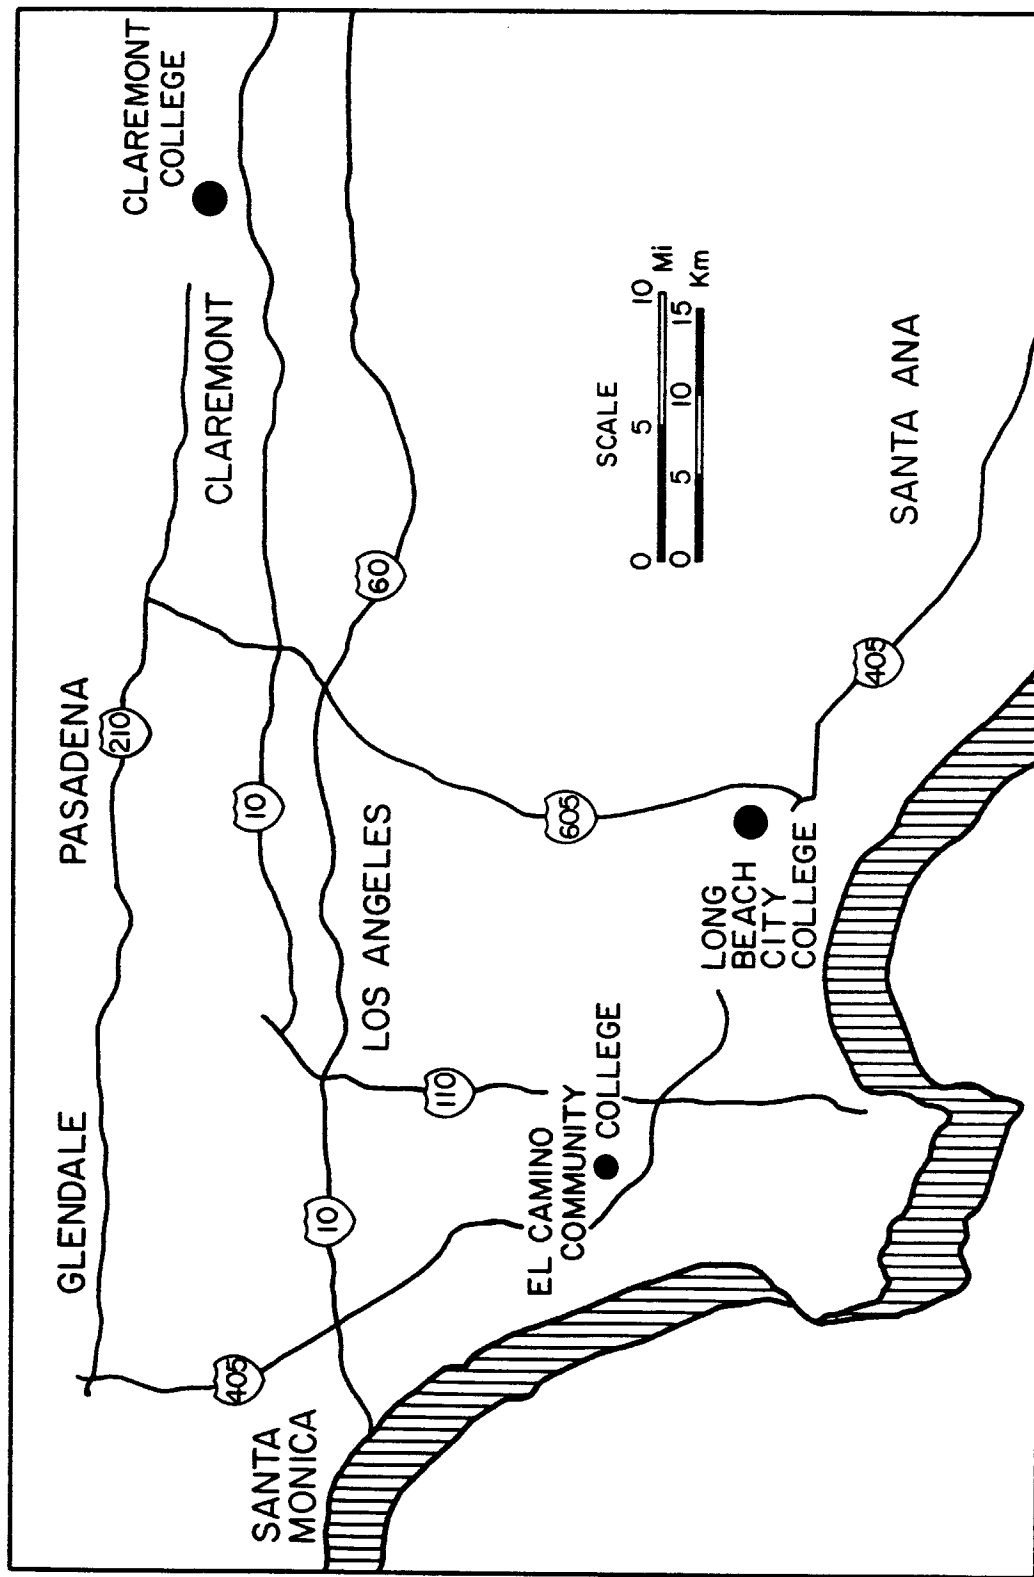 GLENDALE
PASADENA
210
CLAREMONT
COLLEGE
CLAREMONT
405
10
10
SANTA
MONICA
LOS ANGELES
60
110
605
EL CAMINO
COMMUNITY
COLLEGE
LONG
BEACH
CITY
COLLEGE
SCALE
0 5 10 Mi
0 5 10 15 Km
405
SANTA ANA